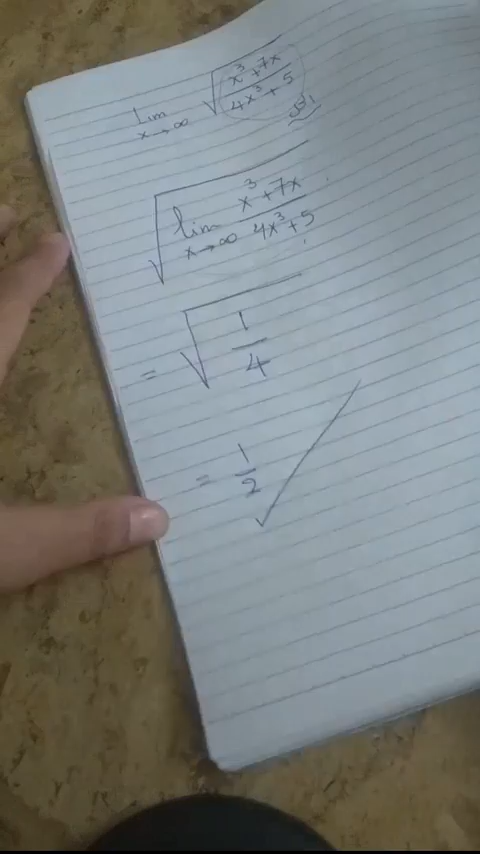 lim x→∞ √((x³+7x)/(4x³+5))
√(lim x→∞ (x³+7x)/(4x³+5))
= √(1/4)
= 1/2 ✓